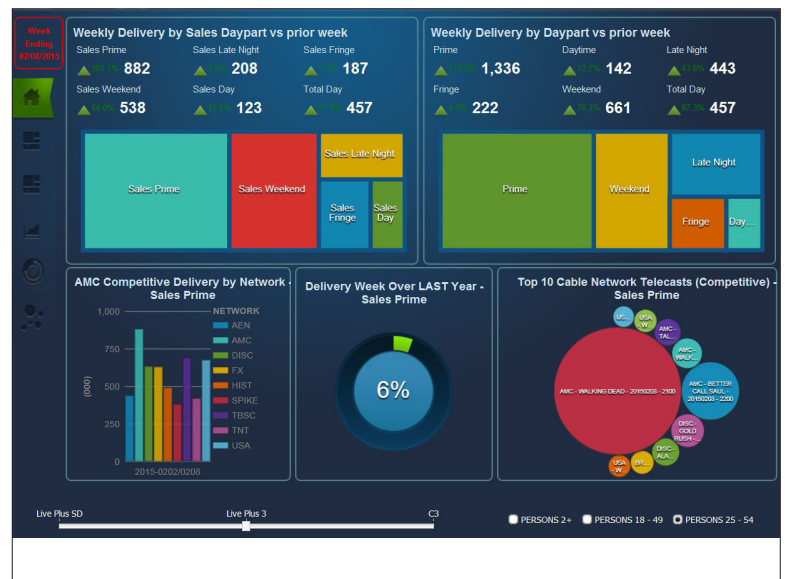 Week
Ending
02/08/2015
Weekly Delivery by Sales Daypart vs prior week
Sales Prime
Sales Late Night
Sales Fringe
882
208
187
Sales Weekend
Sales Day
Total Day
538
123
457
Sales Prime
Sales Weekend
Sales Late Night
Sales
Fringe
Sales
Day
Weekly Delivery by Daypart vs prior week
Prime
Daytime
Late Night
1,336
142
443
Fringe
Weekend
Total Day
222
661
457
Prime
Weekend
Late Night
Fringe
Day...
AMC Competitive Delivery by Network -
Sales Prime
NETWORK
AEN
AMC
DISC
FX
HIST
SPIKE
TBSC
TNT
USA
1,000
750
500
250
0
(000)
2015-0202/0208
Delivery Week Over LAST Year -
Sales Prime
6%
Top 10 Cable Network Telecasts (Competitive) -
Sales Prime
US...
USA
- W...
AMC -
TAL...
AMC -
WALK...
AMC - WALKING DEAD - 20150208 - 2100
AMC - BETTER
CALL SAUL -
20150208 - 2200
DISC -
GOLD
RUSH -...
DISC -
ALA...
BR...
USA
- W...
Live Plus SD
Live Plus 3
C3
PERSONS 2+
PERSONS 18 - 49
PERSONS 25 - 54